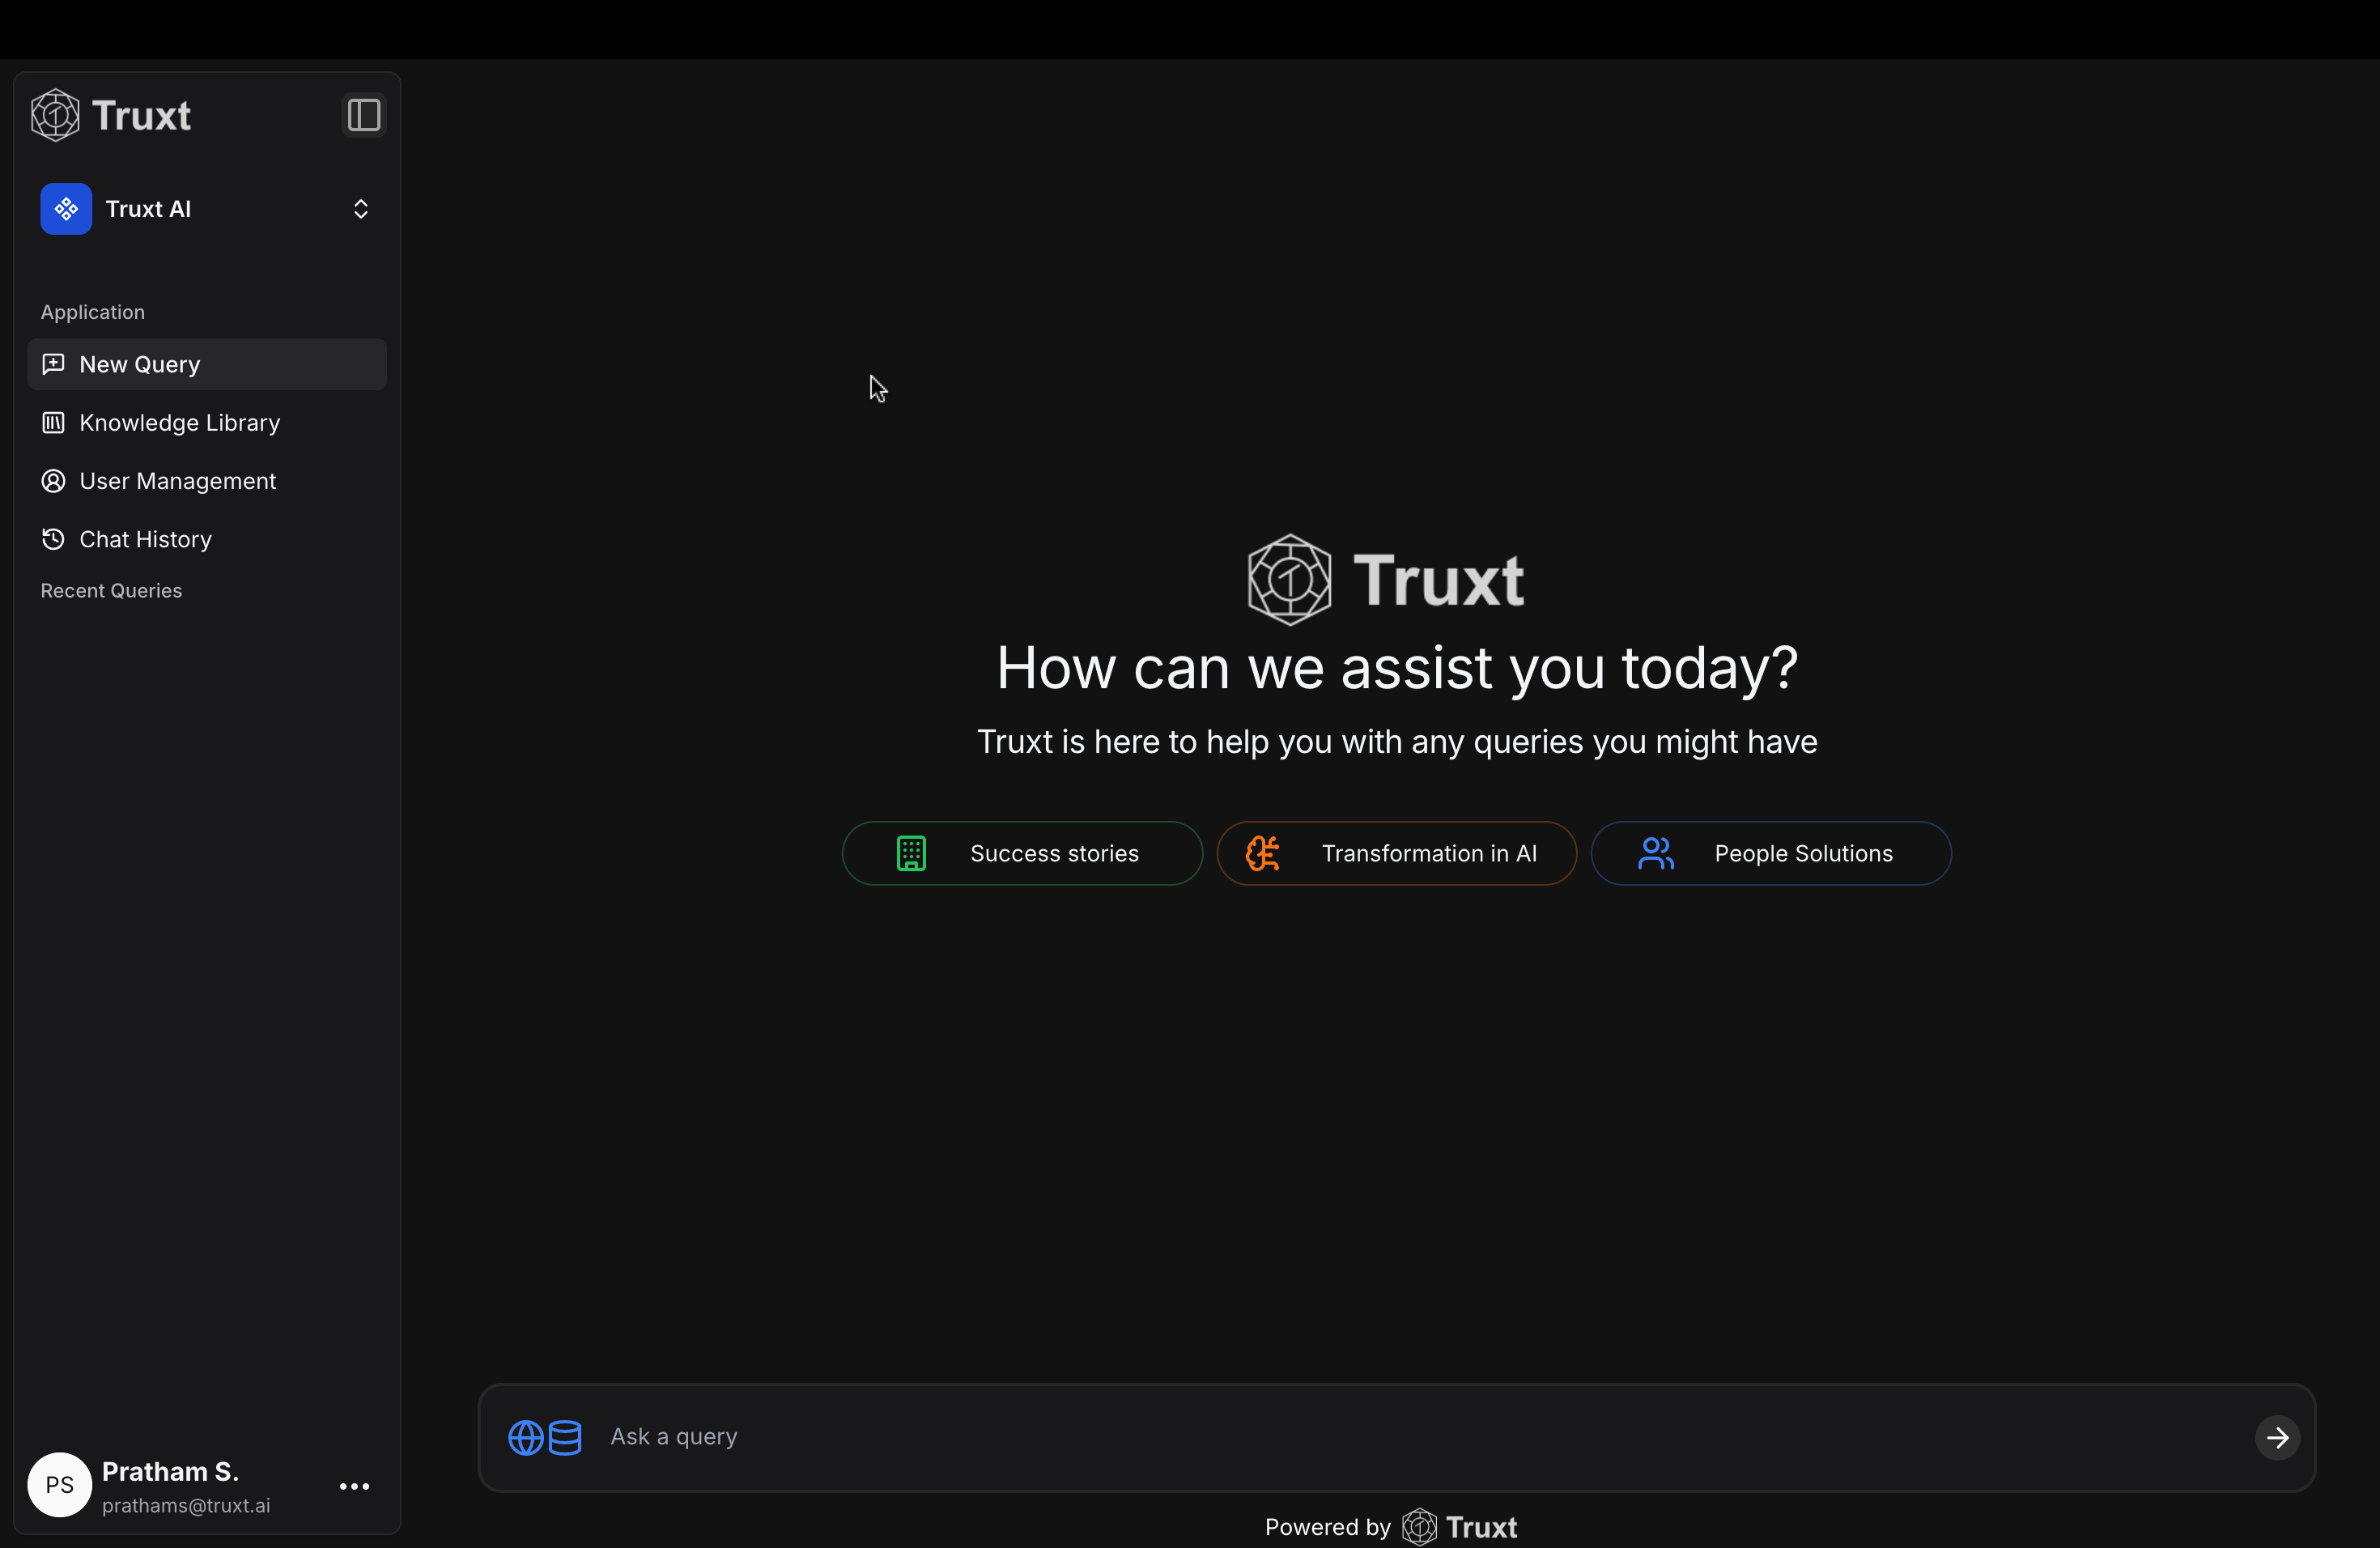 Truxt
Truxt AI
Application
New Query
Knowledge Library
User Management
Chat History
Recent Queries
Truxt
How can we assist you today?
Truxt is here to help you with any queries you might have
Success stories
Transformation in AI
People Solutions
Ask a query
PS
Pratham S.
prathams@truxt.ai
Powered by Truxt